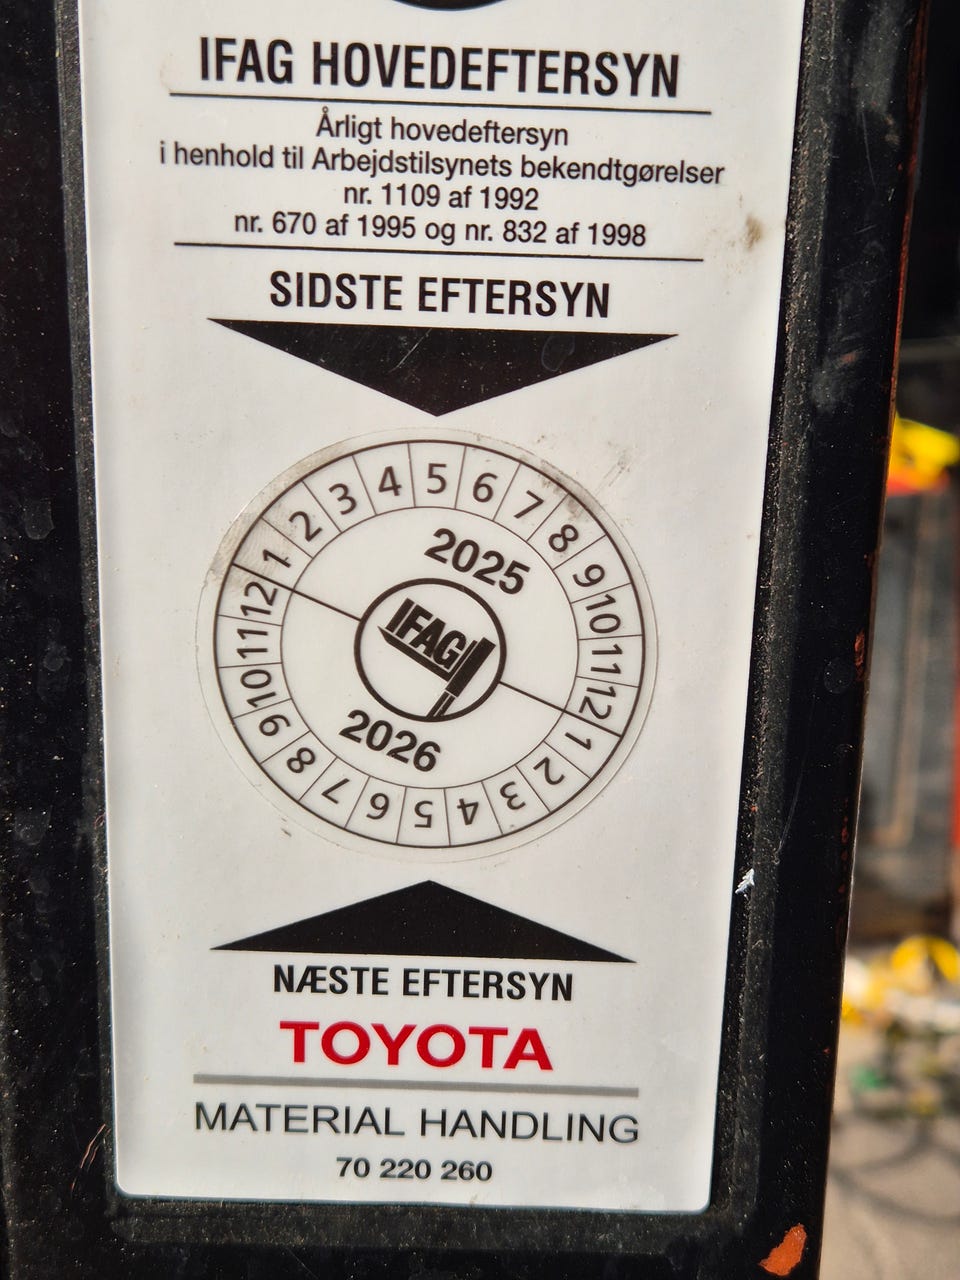 IFAG HOVEDEFTERSYN
Årligt hovedeftersyn
i henhold til Arbejdstilsynets bekendtgørelser
nr. 1109 af 1992
nr. 670 af 1995 og nr. 832 af 1998
SIDSTE EFTERSYN
1 2 3 4 5 6 7 8 9 10 11 12
2025
IFAG
2026
1 2 3 4 5 6 7 8 9 10 11 12
NÆSTE EFTERSYN
TOYOTA
MATERIAL HANDLING
70 220 260